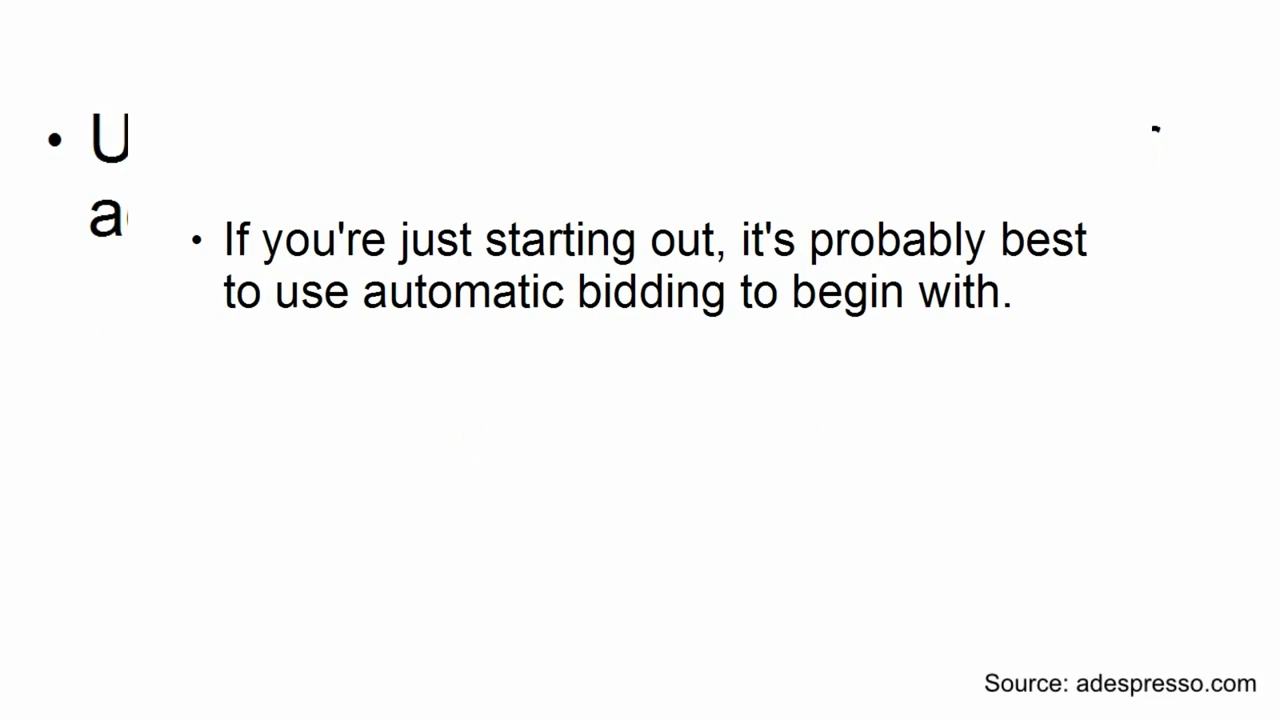 • If you're just starting out, it's probably best
to use automatic bidding to begin with.
Source: adespresso.com